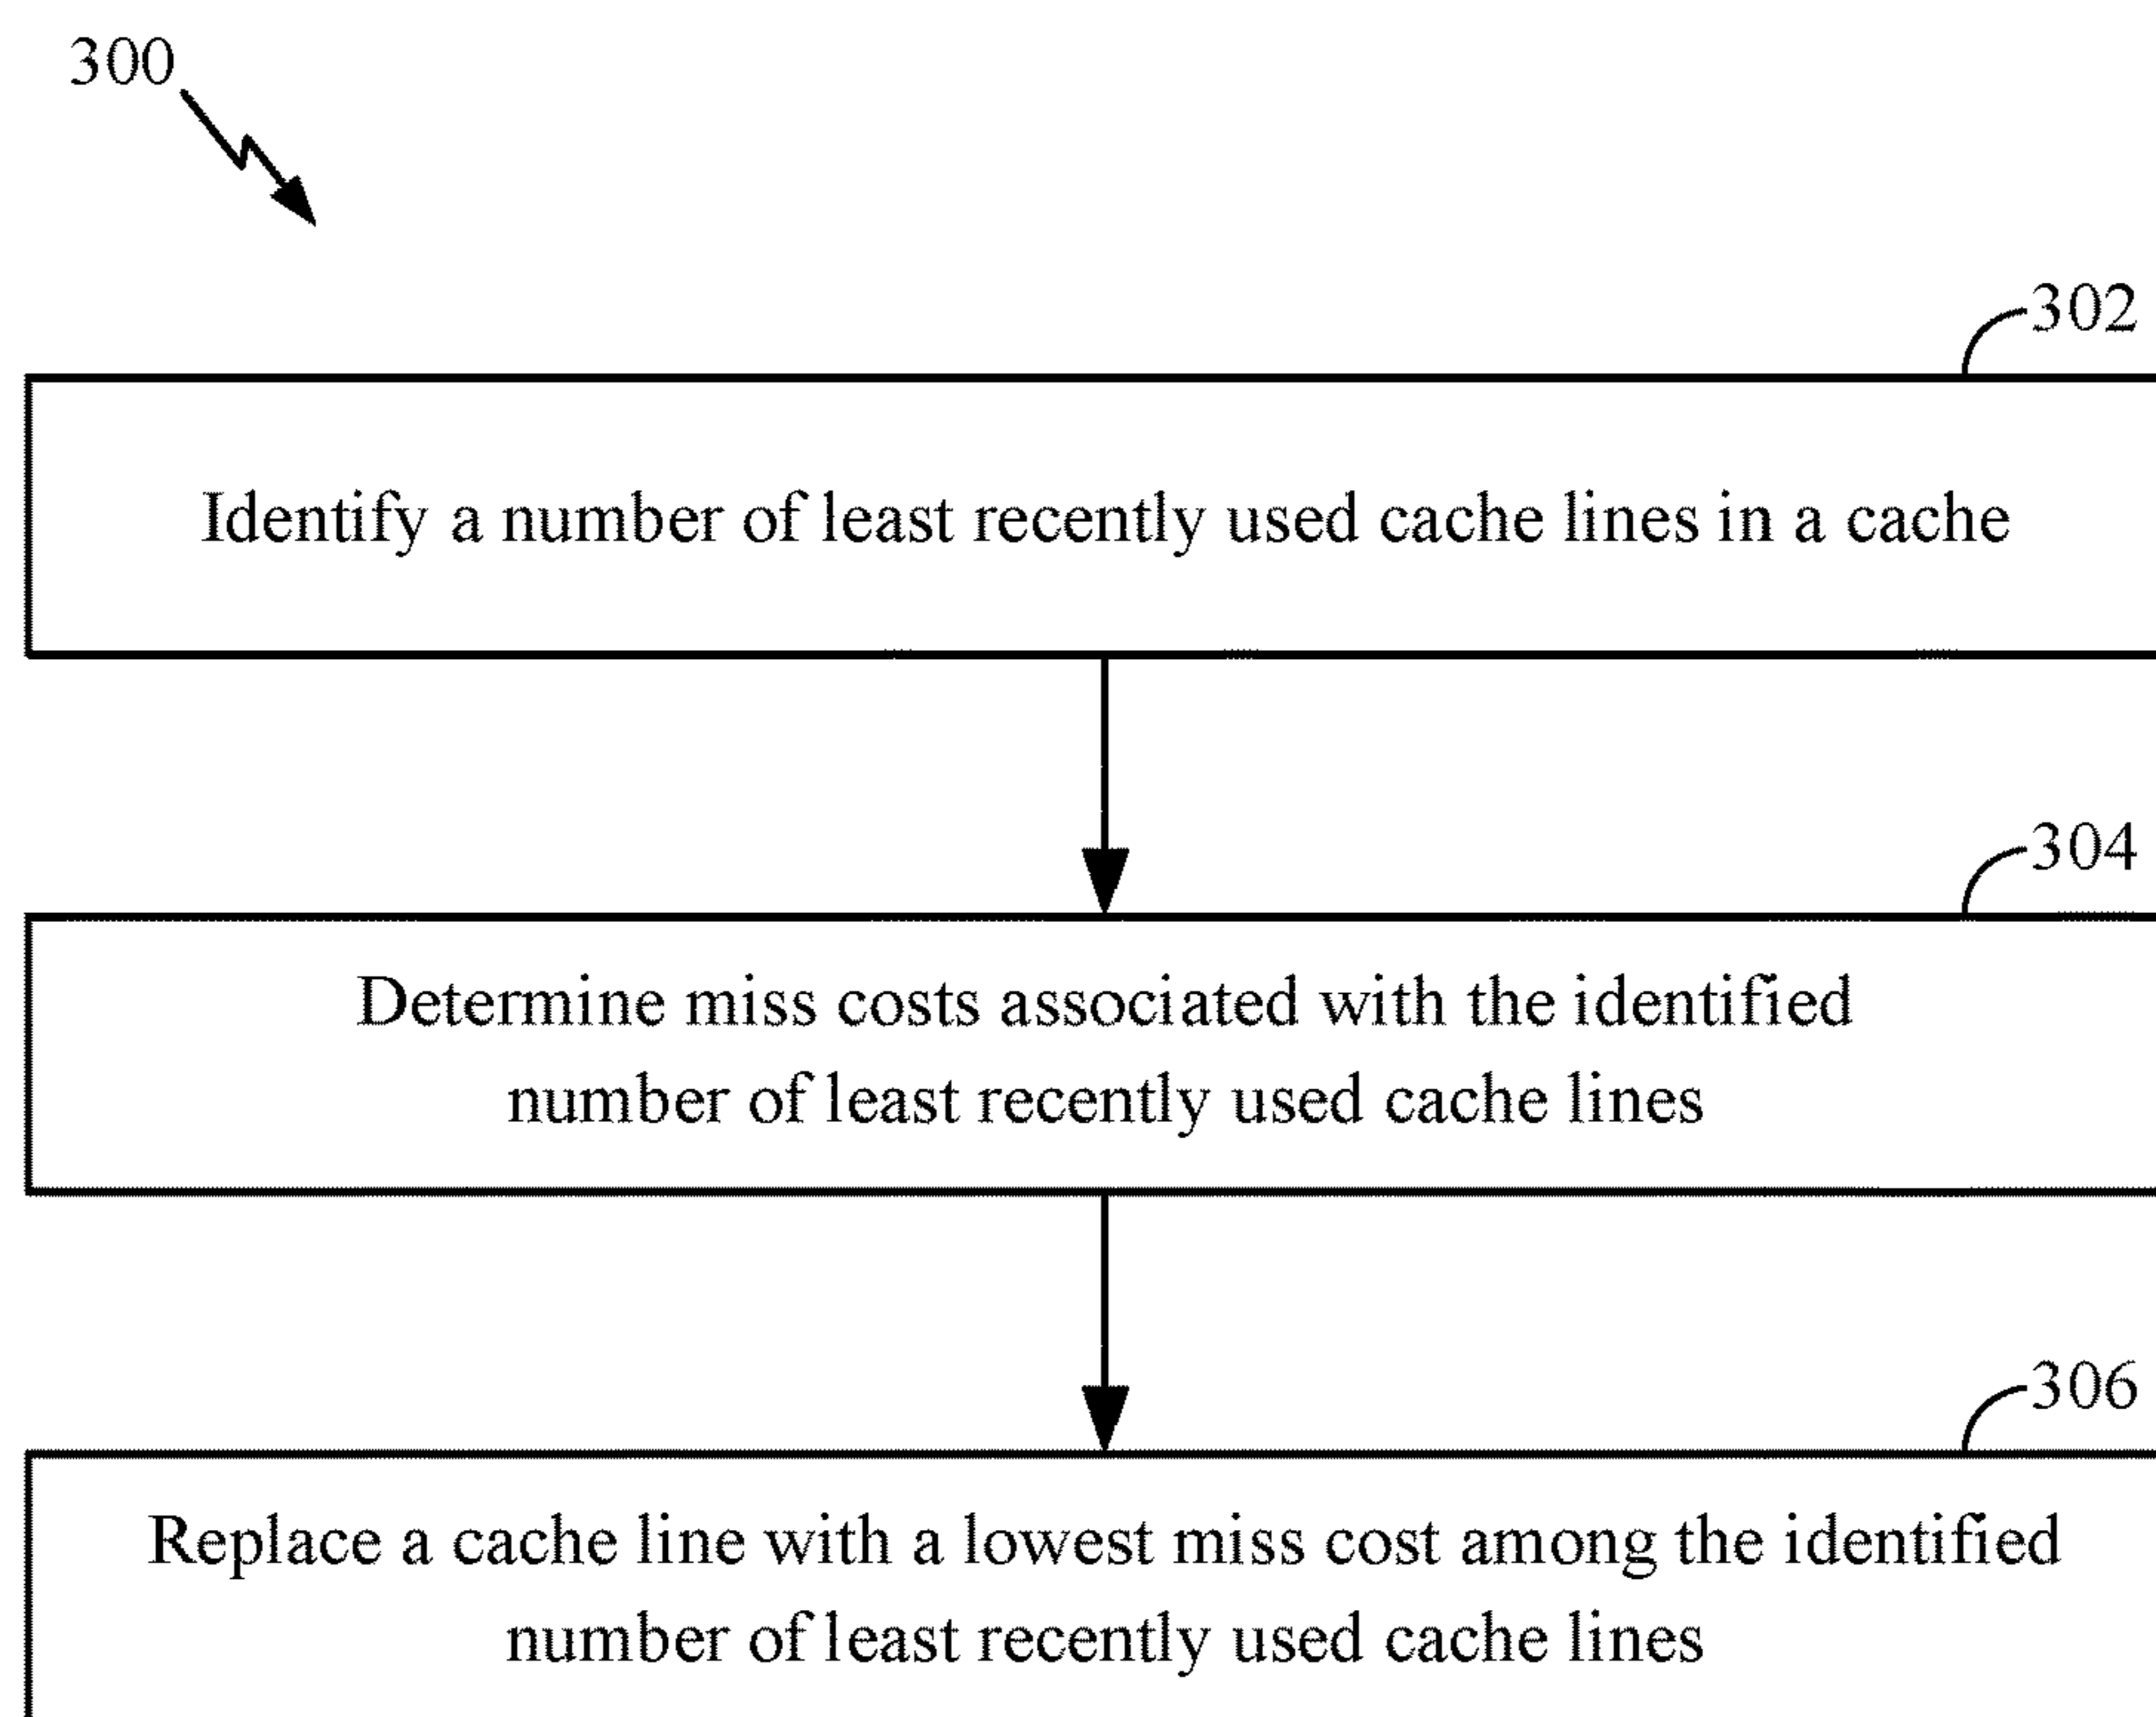 300
302
Identify a number of least recently used cache lines in a cache
304
Determine miss costs associated with the identified
number of least recently used cache lines
306
Replace a cache line with a lowest miss cost among the identified
number of least recently used cache lines